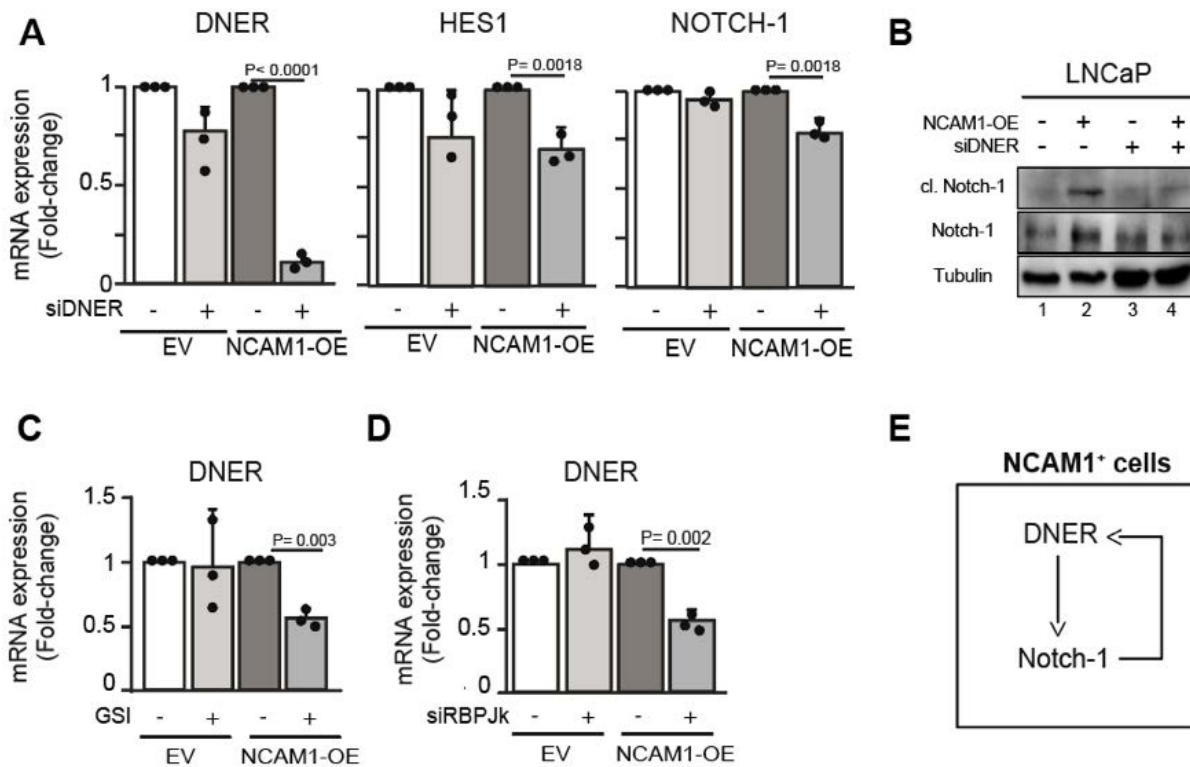 A
DNER
HES1
NOTCH-1
B
mRNA expression
(Fold-change)
1
0.5
0
P< 0.0001
P= 0.0018
P= 0.0018
siDNER - + - +
- + - +
- + - +
EV NCAM1-OE
EV NCAM1-OE
EV NCAM1-OE
LNCaP
NCAM1-OE - + - +
siDNER - - + +
cl. Notch-1
Notch-1
Tubulin
1 2 3 4
C
DNER
mRNA expression
(Fold-change)
1.5
1
0.5
0
P= 0.003
GSI - + - +
EV NCAM1-OE
D
DNER
mRNA expression
(Fold-change)
1.5
1
0.5
0
P= 0.002
siRBPJk - + - +
EV NCAM1-OE
E
NCAM1+ cells
DNER
Notch-1